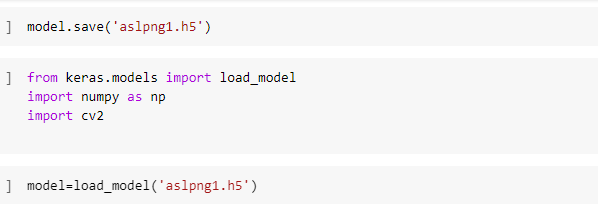 ] model.save('aslpng1.h5')
] from keras.models import load_model
import numpy as np
import cv2
] model=load_model('aslpng1.h5')